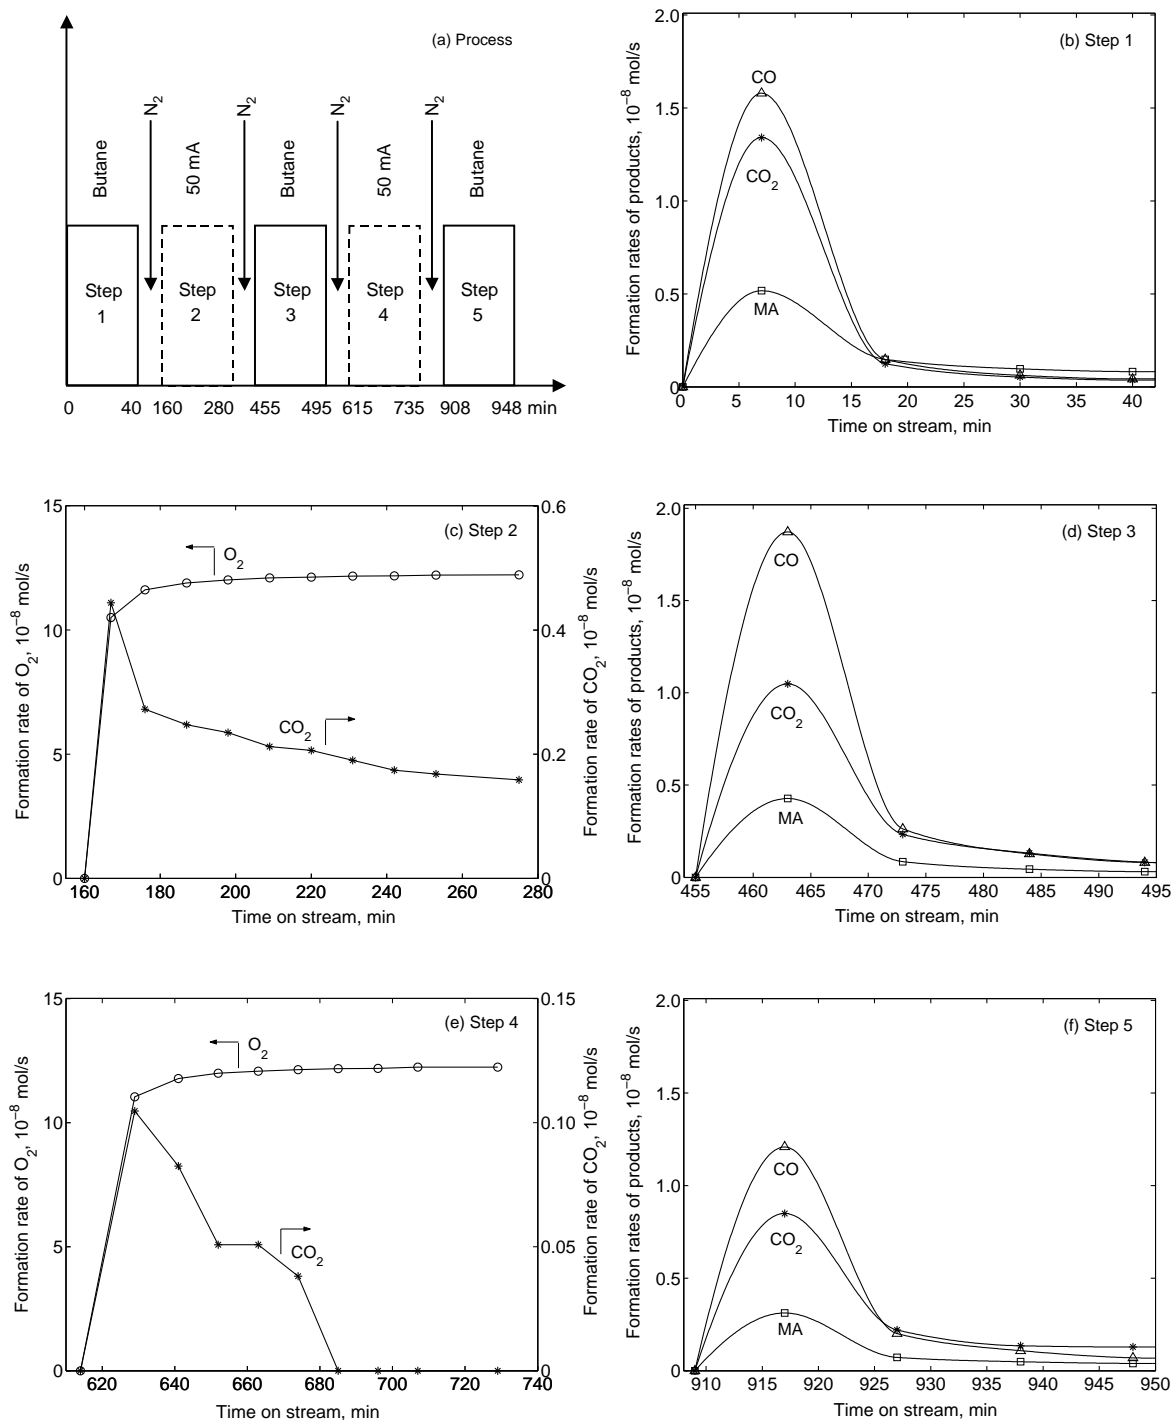 (a) Process
Butane
N2
50 mA
N2
Butane
N2
50 mA
N2
Butane
Step 1
Step 2
Step 3
Step 4
Step 5
0 40 160 280 455 495 615 735 908 948 min
(b) Step 1
Formation rates of products, 10−8 mol/s
2.0
1.5
1.0
0.5
0
CO
CO2
MA
0 5 10 15 20 25 30 35 40
Time on stream, min
(c) Step 2
Formation rate of O2, 10−8 mol/s
15
10
5
0
O2
CO2
0.6
0.4
0.2
0
Formation rate of CO2, 10−8 mol/s
160 180 200 220 240 260 280
Time on stream, min
(d) Step 3
Formation rates of products, 10−8 mol/s
2.0
1.5
1.0
0.5
0
CO
CO2
MA
455 460 465 470 475 480 485 490 495
Time on stream, min
(e) Step 4
Formation rate of O2, 10−8 mol/s
15
10
5
0
O2
CO2
0.15
0.10
0.05
0
Formation rate of CO2, 10−8 mol/s
620 640 660 680 700 720 740
Time on stream, min
(f) Step 5
Formation rates of products, 10−8 mol/s
2.0
1.5
1.0
0.5
0
CO
CO2
MA
910 915 920 925 930 935 940 945 950
Time on stream, min